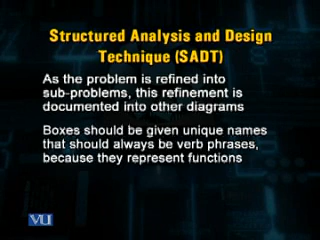 Structured Analysis and Design
Technique (SADT)
As the problem is refined into
sub-problems, this refinement is
documented into other diagrams
Boxes should be given unique names
that should always be verb phrases,
because they represent functions
VU